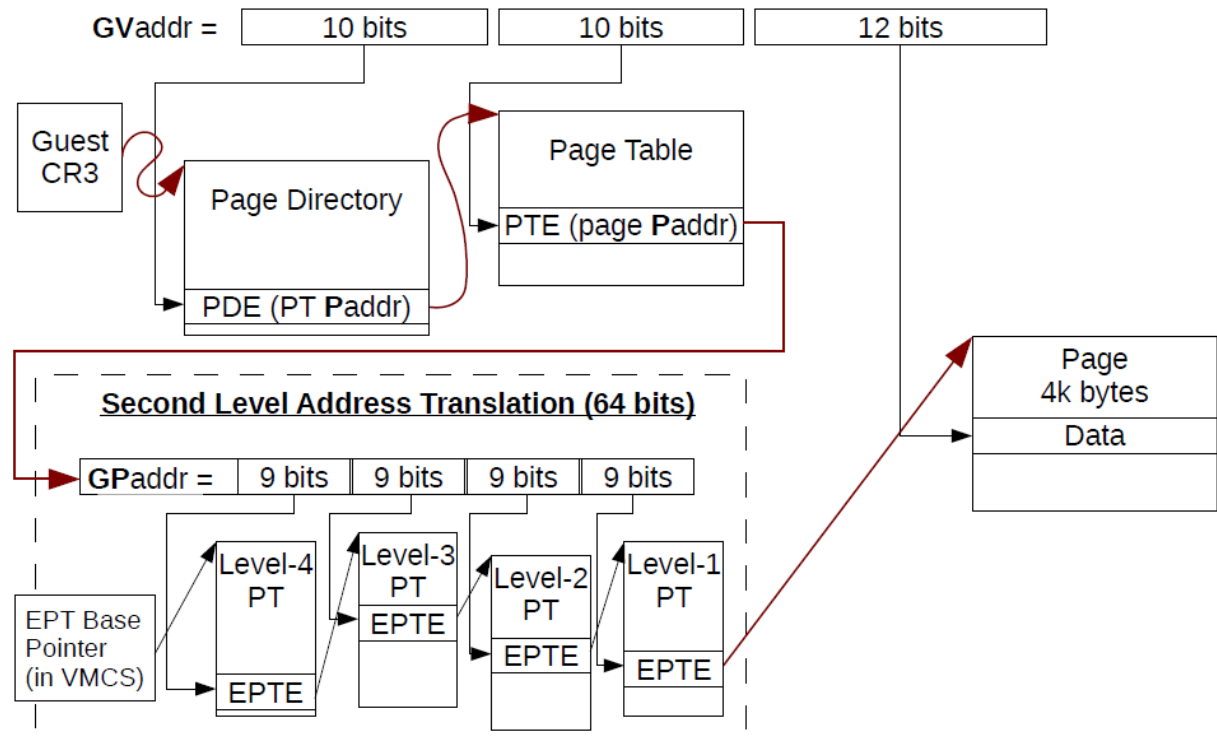 GVaddr =
10 bits
10 bits
12 bits
Guest
CR3
Page Directory
PDE (PT Paddr)
Page Table
PTE (page Paddr)
Page
4k bytes
Data
Second Level Address Translation (64 bits)
GPaddr =
9 bits
9 bits
9 bits
9 bits
EPT Base
Pointer
(in VMCS)
Level-4
PT
EPTE
Level-3
PT
EPTE
Level-2
PT
EPTE
Level-1
PT
EPTE